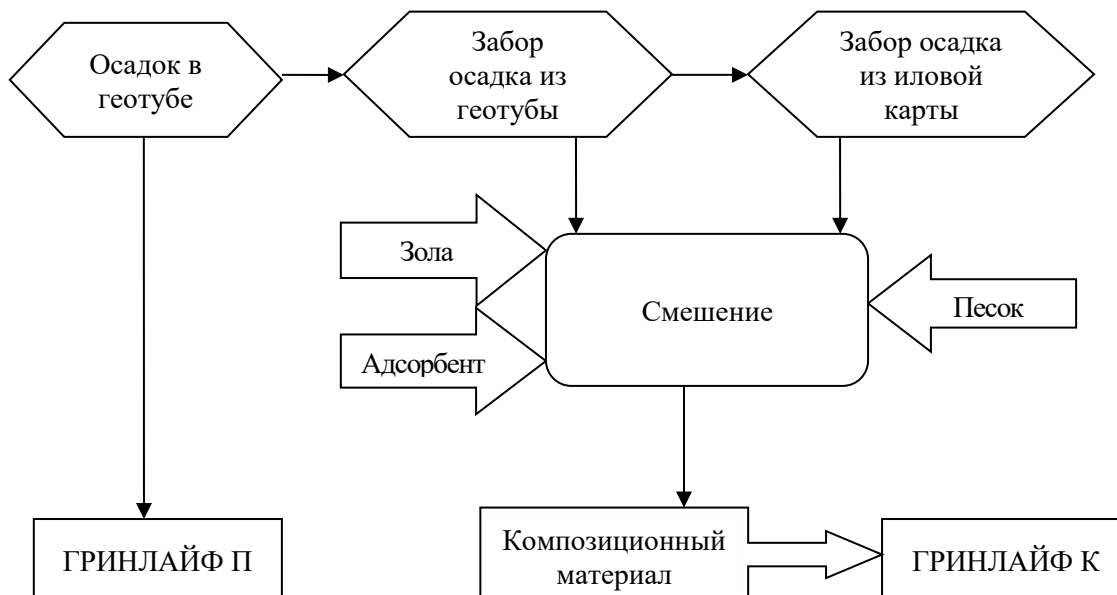 Осадок в
геотубе
Забор
осадка из
геотубы
Забор осадка
из иловой
карты
Зола
Адсорбент
Смешение
Песок
ГРИНЛАЙФ П
Композиционный
материал
ГРИНЛАЙФ К